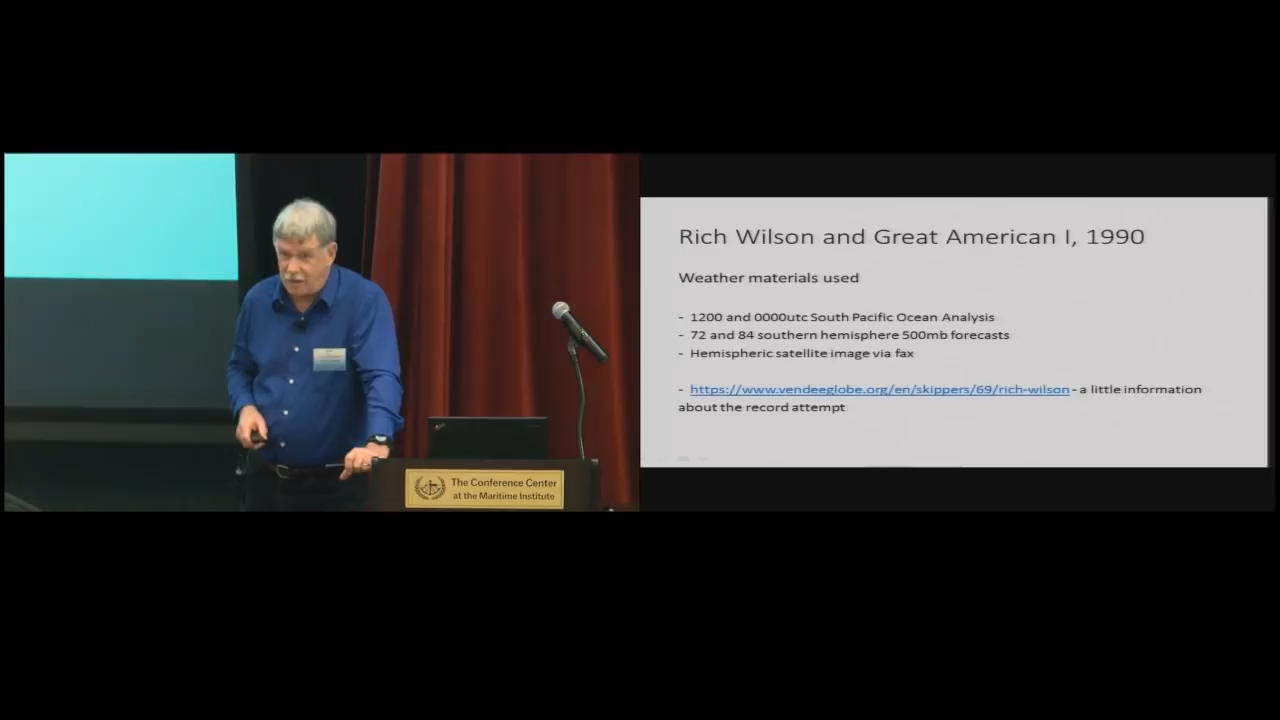 Rich Wilson and Great American I, 1990
Weather materials used
- 1200 and 0000utc South Pacific Ocean Analysis
- 72 and 84 southern hemisphere 500mb forecasts
- Hemispheric satellite image via fax
- https://www.vendeeglobe.org/en/skippers/69/rich-wilson - a little information
about the record attempt
The Conference Center
at the Maritime Institute